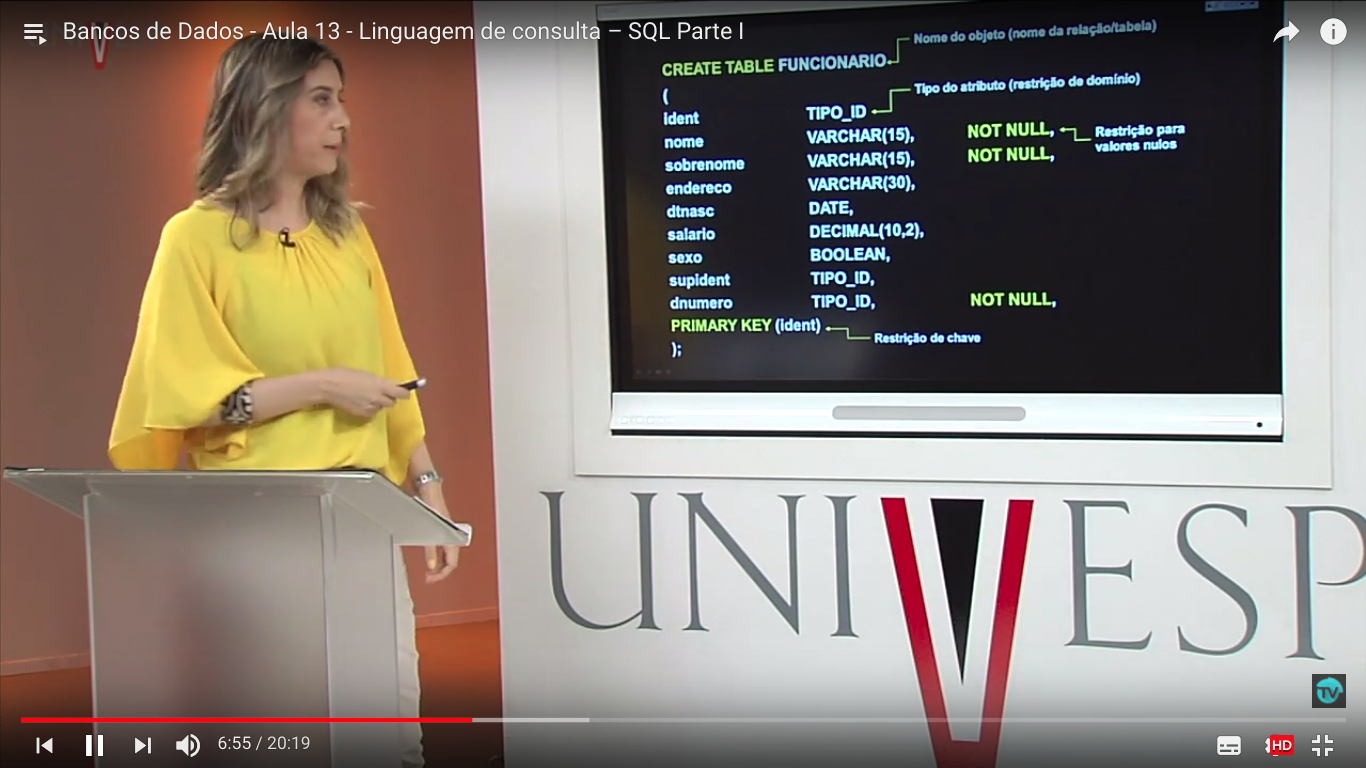 Bancos de Dados - Aula 13 - Linguagem de consulta – SQL Parte I
Nome do objeto (nome da relação/tabela)
CREATE TABLE FUNCIONARIO
(
Tipo do atributo (restrição de domínio)
ident TIPO_ID
nome VARCHAR(15), NOT NULL,
Restrição para
valores nulos
sobrenome VARCHAR(15), NOT NULL,
endereco VARCHAR(30),
dtnasc DATE,
salario DECIMAL(10,2),
sexo BOOLEAN,
supident TIPO_ID,
dnumero TIPO_ID, NOT NULL,
PRIMARY KEY (ident)
Restrição de chave
);
UNIVESP
TV
6:55 / 20:19
HD